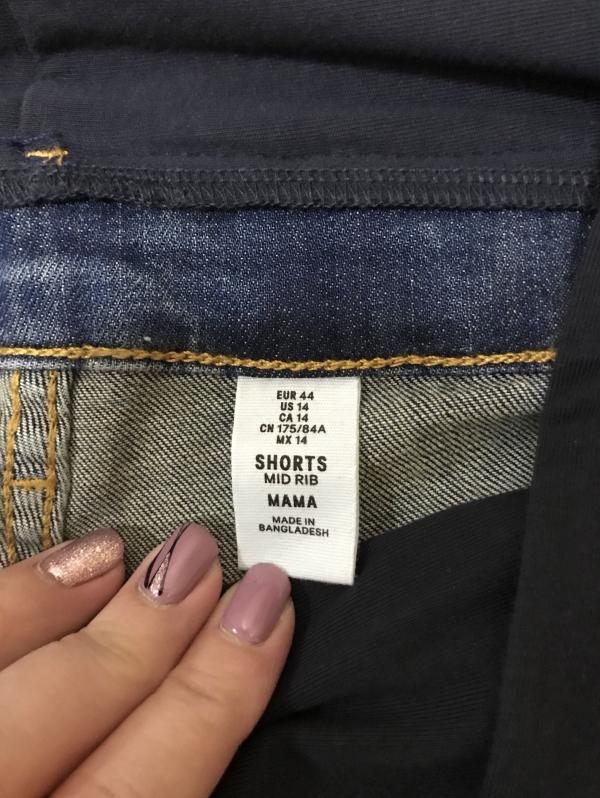 EUR 44
US 14
CA 14
CN 175/84A
MX 14
SHORTS
MID RIB
MAMA
MADE IN
BANGLADESH